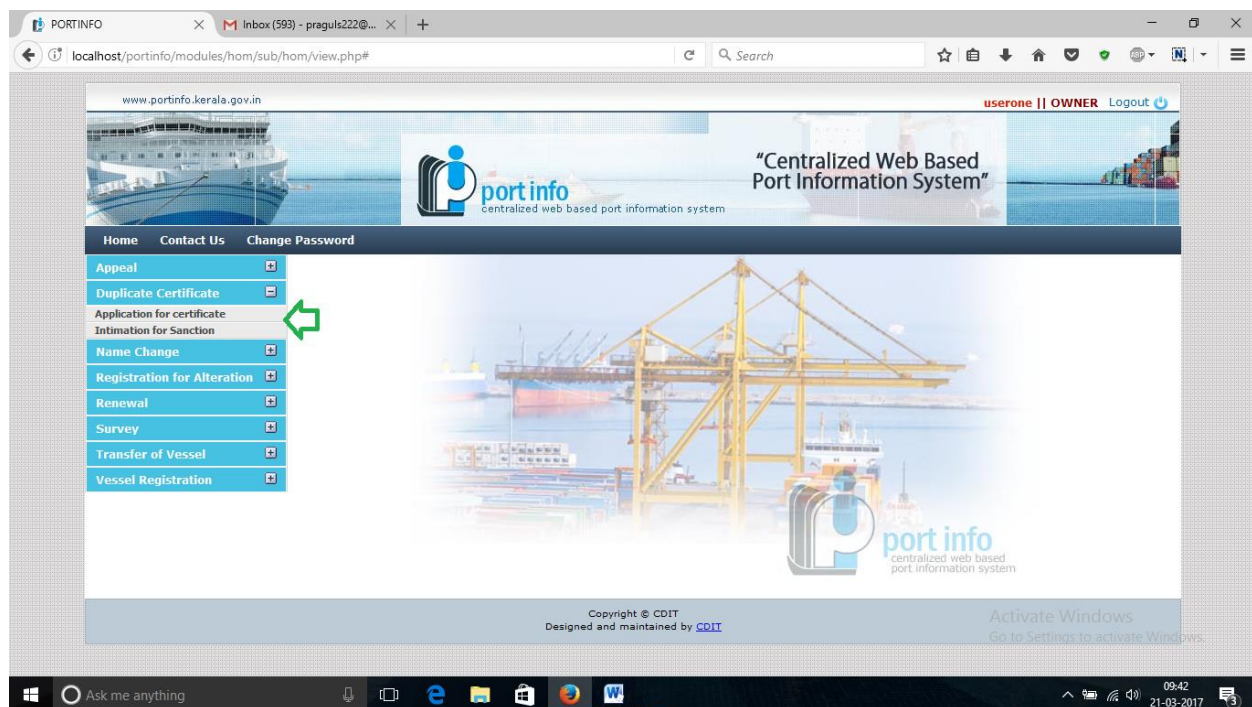 PORTINFO
Inbox (593) - praguls222@...
localhost/portinfo/modules/hom/sub/hom/view.php#
Search
ABP
N
www.portinfo.kerala.gov.in
userone || OWNER Logout
port info
centralized web based port information system
"Centralized Web Based
Port Information System"
Home Contact Us Change Password
Appeal
Duplicate Certificate
Application for certificate
Intimation for Sanction
Name Change
Registration for Alteration
Renewal
Survey
Transfer of Vessel
Vessel Registration
port info
centralized web based
port information system
Copyright © CDIT
Designed and maintained by CDIT
Activate Windows
Go to Settings to activate Windows.
Ask me anything
09:42
21-03-2017
3